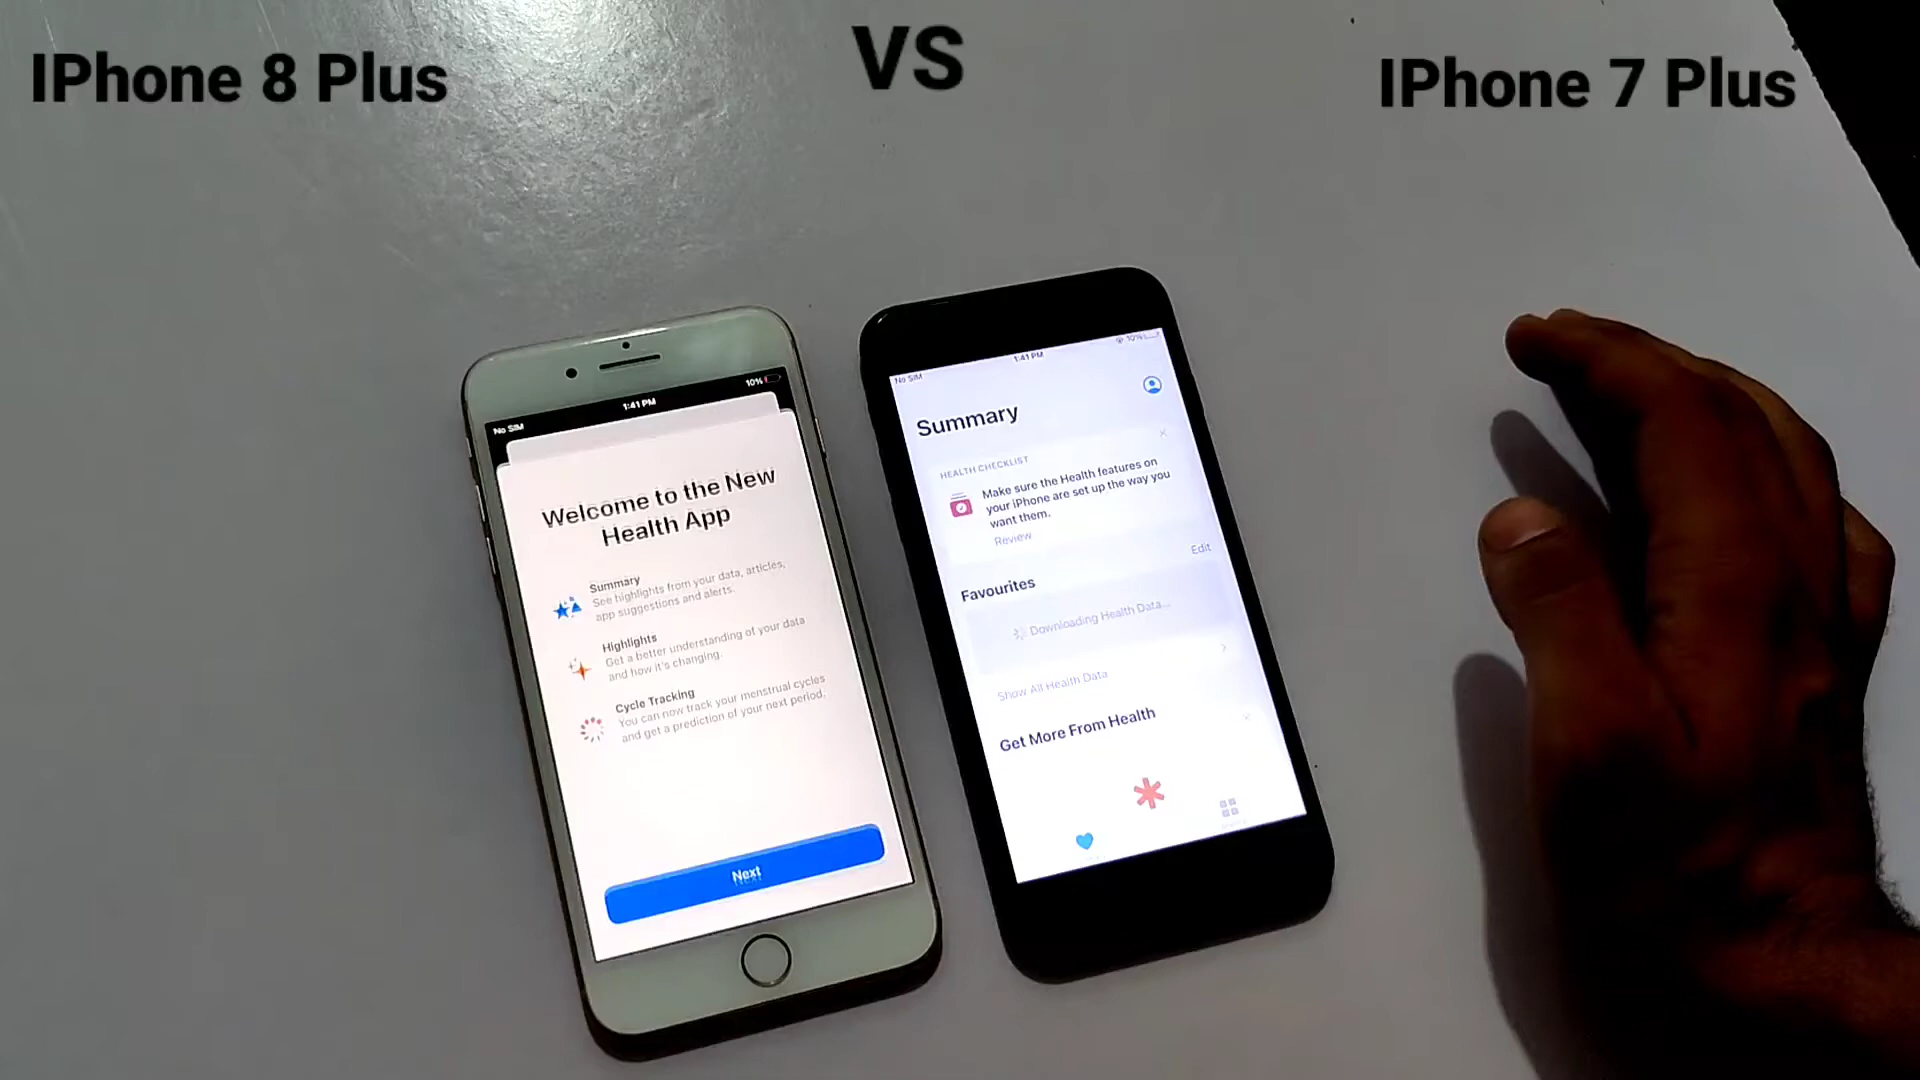 IPhone 8 Plus
VS
IPhone 7 Plus
No SIM
1:41 PM
10%
Welcome to the New
Health App
Summary
See highlights from your data, articles,
app suggestions and alerts.
Highlights
Get a better understanding of your data
and how it's changing.
Cycle Tracking
You can now track your menstrual cycles
and get a prediction of your next period.
Next
No SIM
1:41 PM
10%
Summary
HEALTH CHECKLIST
Make sure the Health features on
your iPhone are set up the way you
want them.
Review
Favourites
Edit
Downloading Health Data...
Show All Health Data
Get More From Health